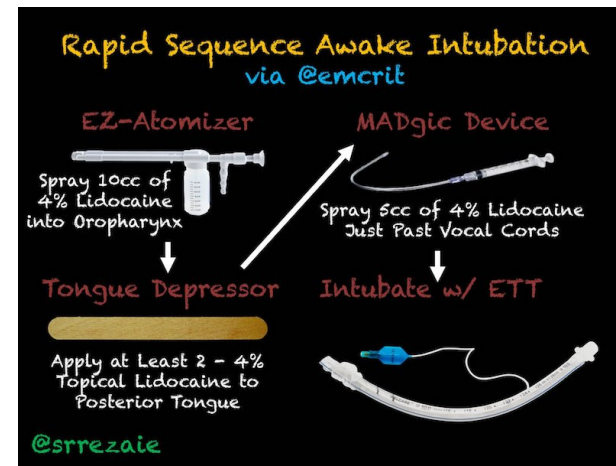 Rapid Sequence Awake Intubation
via @emcrit
EZ-Atomizer
Spray 10cc of
4% Lidocaine
into Oropharynx
Tongue Depressor
Apply at Least 2 - 4%
Topical Lidocaine to
Posterior Tongue
MADgic Device
Spray 5cc of 4% Lidocaine
Just Past Vocal Cords
Intubate w/ ETT
@srrezaie